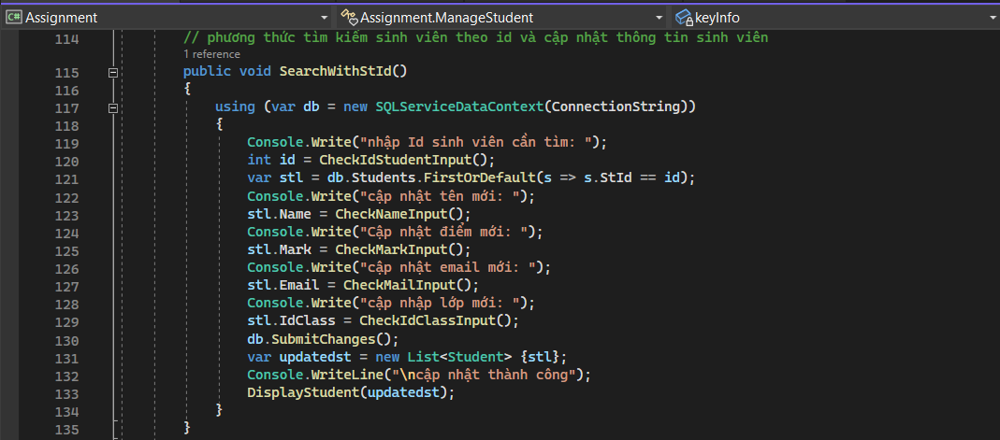 C# Assignment
Assignment.ManageStudent
keyInfo
114 // phương thức tìm kiếm sinh viên theo id và cập nhật thông tin sinh viên
1 reference
115 public void SearchWithStId()
116 {
117 using (var db = new SQLServiceDataContext(ConnectionString))
118 {
119 Console.Write("nhập Id sinh viên cần tìm: ");
120 int id = CheckIdStudentInput();
121 var stl = db.Students.FirstOrDefault(s => s.StId == id);
122 Console.Write("cập nhật tên mới: ");
123 stl.Name = CheckNameInput();
124 Console.Write("Cập nhật điểm mới: ");
125 stl.Mark = CheckMarkInput();
126 Console.Write("cập nhật email mới: ");
127 stl.Email = CheckMailInput();
128 Console.Write("cập nhập lớp mới: ");
129 stl.IdClass = CheckIdClassInput();
130 db.SubmitChanges();
131 var updatedst = new List<Student> {stl};
132 Console.WriteLine("\ncập nhật thành công");
133 DisplayStudent(updatedst);
134 }
135 }